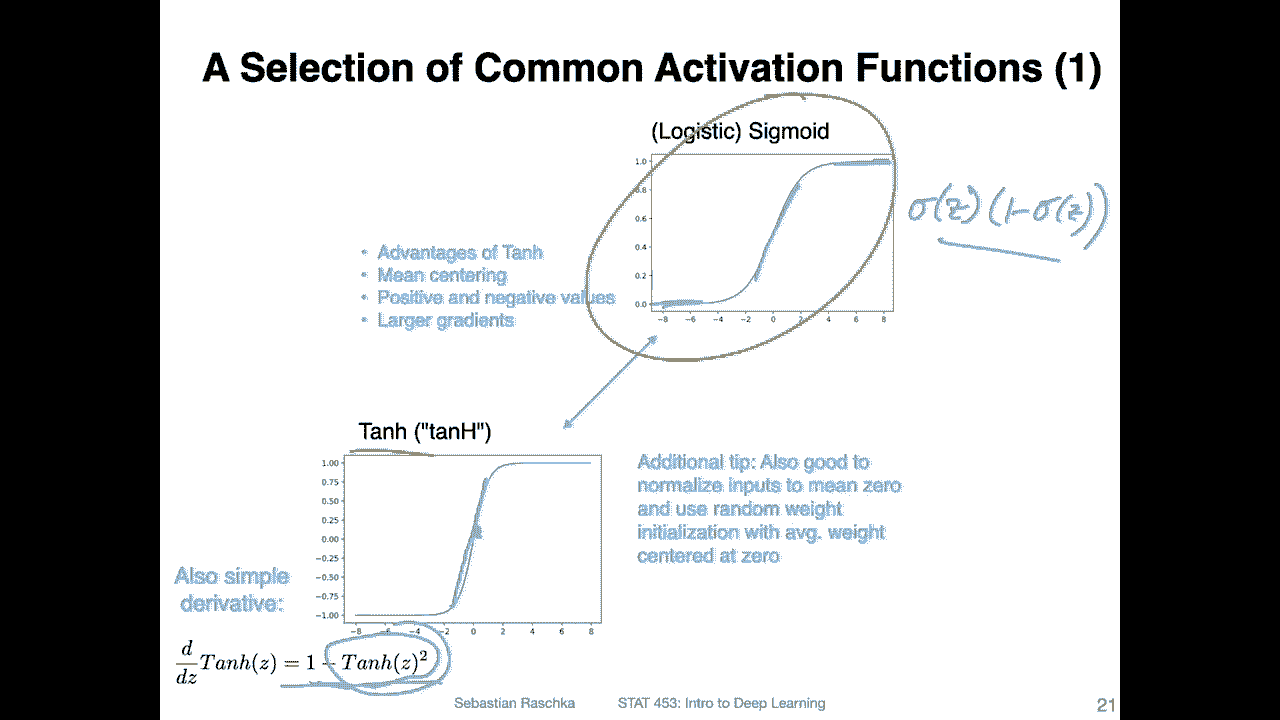 A Selection of Common Activation Functions (1)
(Logistic) Sigmoid
1.0
0.8
0.6
0.4
0.2
0.0
−8 −6 −4 −2 0 2 4 6 8
σ(z)(1-σ(z))
• Advantages of Tanh
• Mean centering
• Positive and negative values
• Larger gradients
Tanh ("tanH")
1.00
0.75
0.50
0.25
0.00
−0.25
−0.50
−0.75
−1.00
−8 −6 −4 −2 0 2 4 6 8
Additional tip: Also good to
normalize inputs to mean zero
and use random weight
initialization with avg. weight
centered at zero
Also simple
derivative:
d/dz Tanh(z) = 1 − Tanh(z)²
Sebastian Raschka STAT 453: Intro to Deep Learning 21